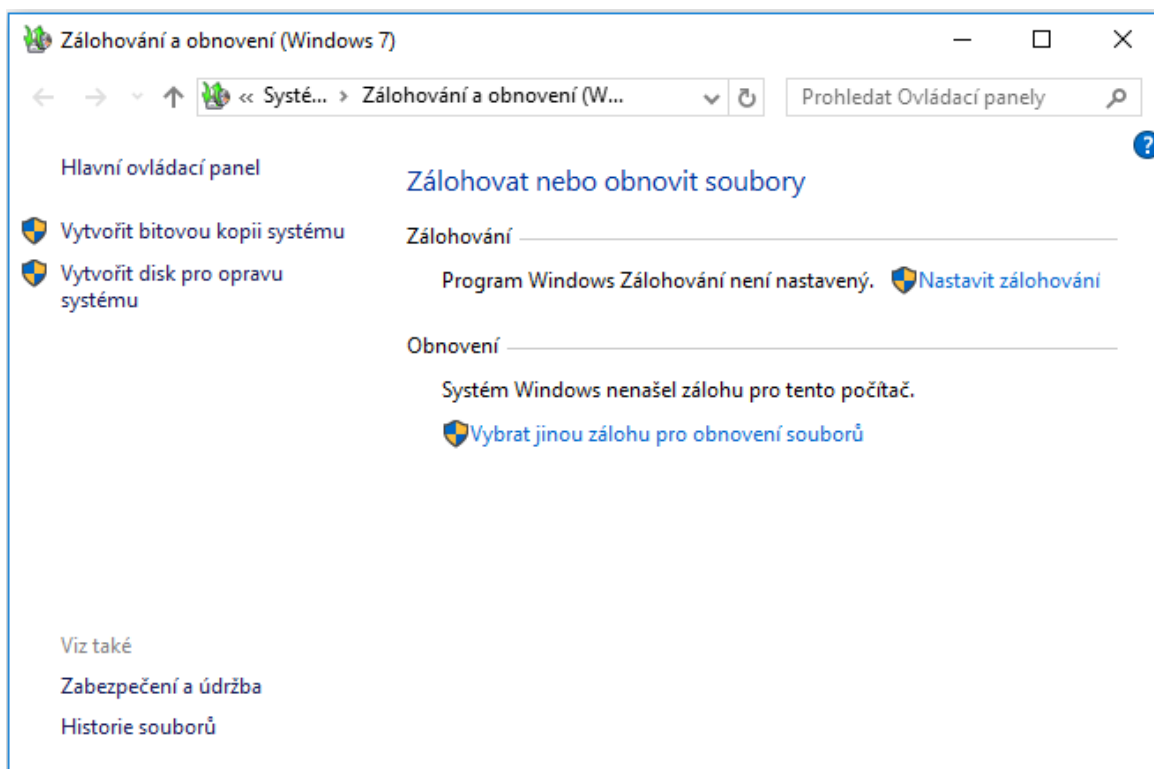 Zálohování a obnovení (Windows 7)
« Systé... › Zálohování a obnovení (W...
Prohledat Ovládací panely
?
Hlavní ovládací panel
Vytvořit bitovou kopii systému
Vytvořit disk pro opravu
systému
Zálohovat nebo obnovit soubory
Zálohování
Program Windows Zálohování není nastavený. Nastavit zálohování
Obnovení
Systém Windows nenašel zálohu pro tento počítač.
Vybrat jinou zálohu pro obnovení souborů
Viz také
Zabezpečení a údržba
Historie souborů